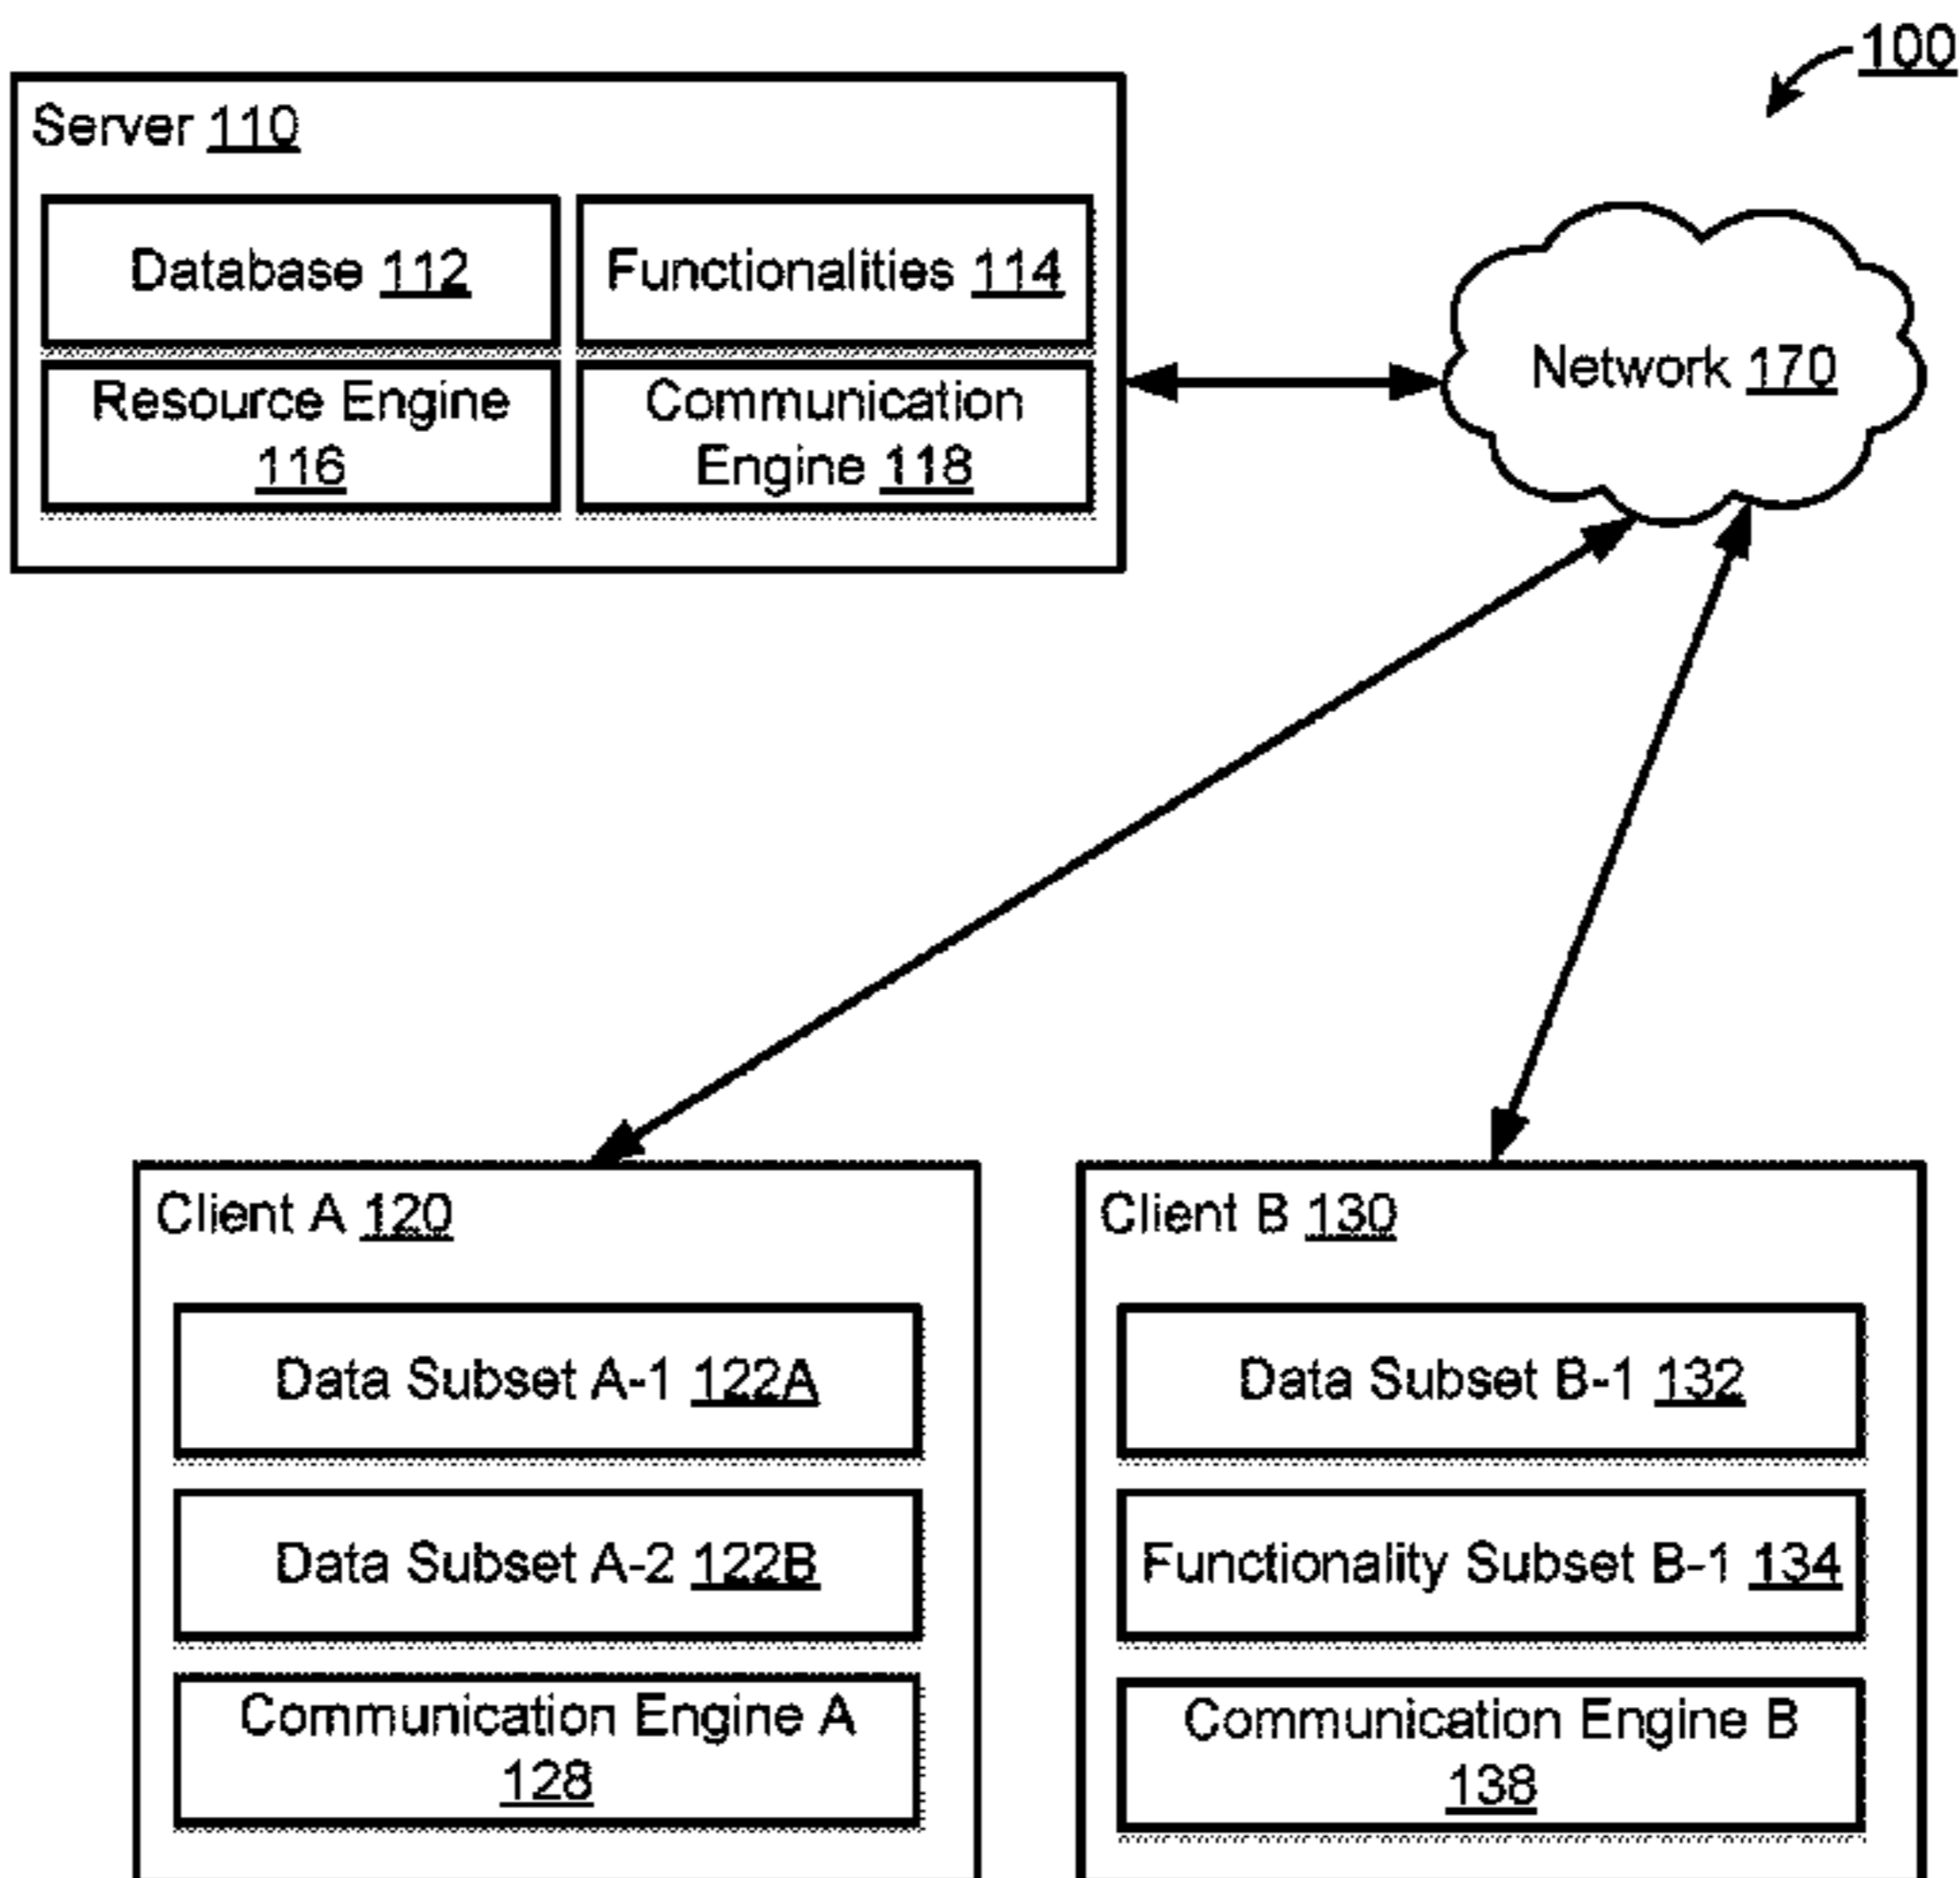 100
Server 110
Database 112
Functionalities 114
Resource Engine
116
Communication
Engine 118
Network 170
Client A 120
Data Subset A-1 122A
Data Subset A-2 122B
Communication Engine A
128
Client B 130
Data Subset B-1 132
Functionality Subset B-1 134
Communication Engine B
138